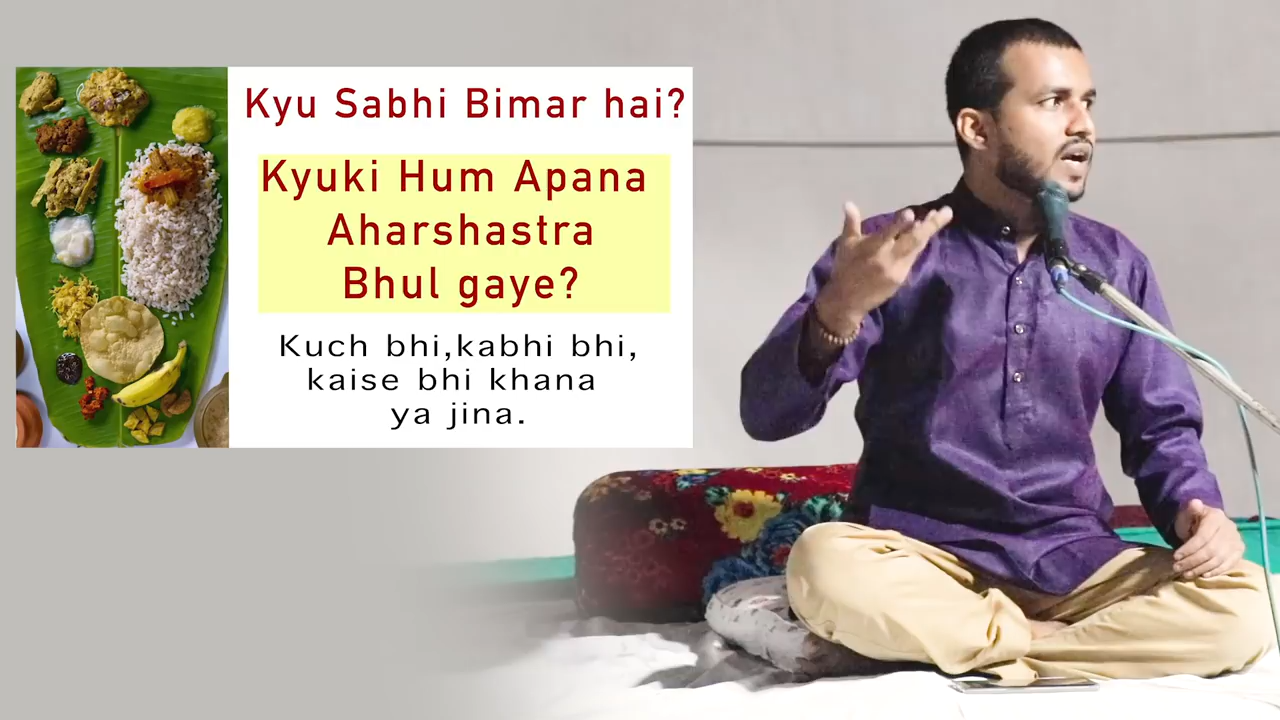 Kyu Sabhi Bimar hai?
Kyuki Hum Apana
Aharshastra
Bhul gaye?
Kuch bhi,kabhi bhi,
kaise bhi khana
ya jina.